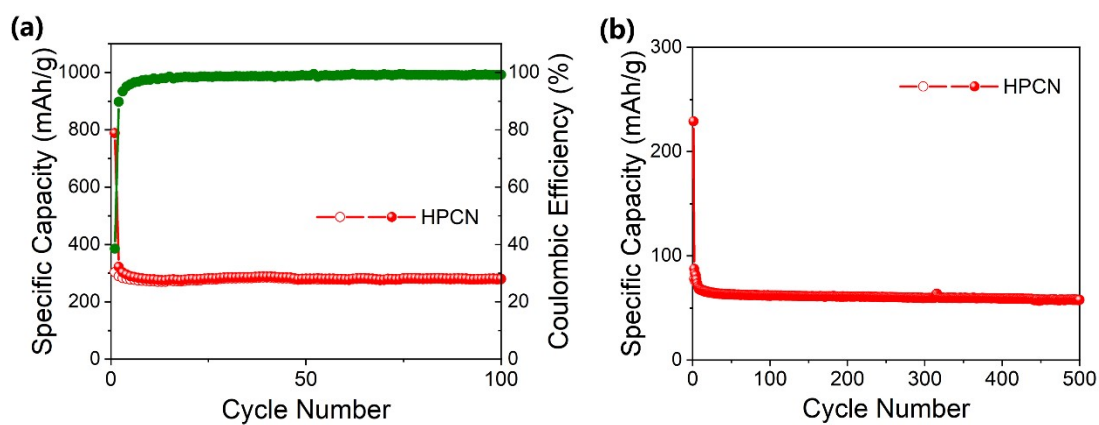 (a)
Specific Capacity (mAh/g)
1000
800
600
400
200
0
HPCN
100
80
60
40
20
0
Coulombic Efficiency (%)
0
50
100
Cycle Number
(b)
Specific Capacity (mAh/g)
300
200
100
0
HPCN
0
100
200
300
400
500
Cycle Number